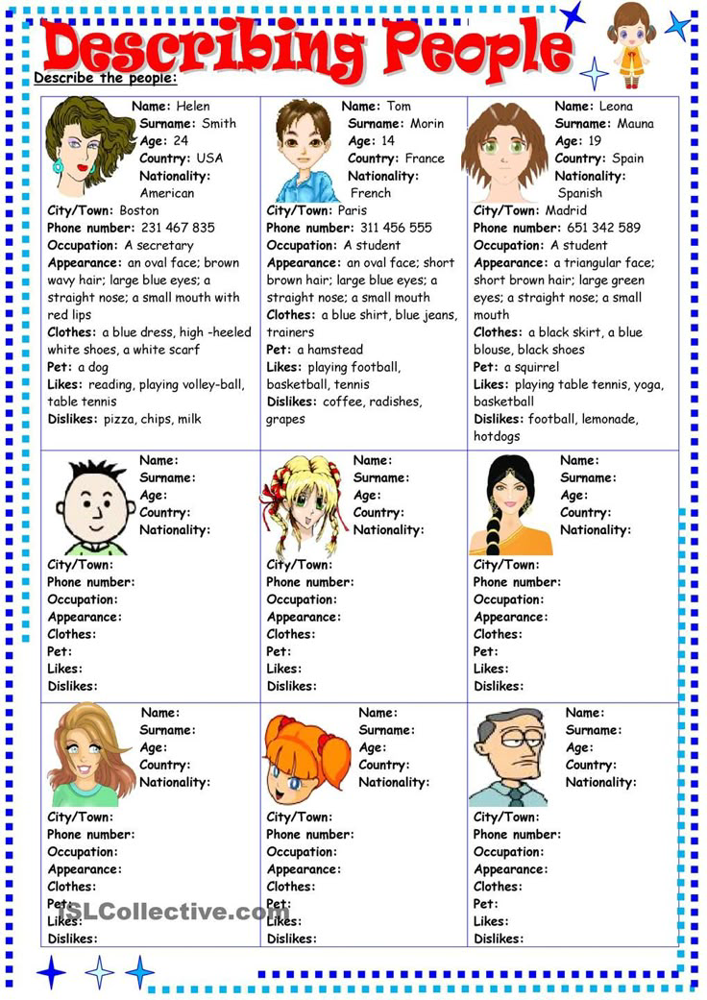 Describing People
Describe the people:
Name: Helen
Surname: Smith
Age: 24
Country: USA
Nationality:
American
City/Town: Boston
Phone number: 231 467 835
Occupation: A secretary
Appearance: an oval face; brown
wavy hair; large blue eyes; a
straight nose; a small mouth with
red lips
Clothes: a blue dress, high -heeled
white shoes, a white scarf
Pet: a dog
Likes: reading, playing volley-ball,
table tennis
Dislikes: pizza, chips, milk
Name: Tom
Surname: Morin
Age: 14
Country: France
Nationality:
French
City/Town: Paris
Phone number: 311 456 555
Occupation: A student
Appearance: an oval face; short
brown hair; large blue eyes; a
straight nose; a small mouth
Clothes: a blue shirt, blue jeans,
trainers
Pet: a hamstead
Likes: playing football,
basketball, tennis
Dislikes: coffee, radishes,
grapes
Name: Leona
Surname: Mauna
Age: 19
Country: Spain
Nationality:
Spanish
City/Town: Madrid
Phone number: 651 342 589
Occupation: A student
Appearance: a triangular face;
short brown hair; large green
eyes; a straight nose; a small
mouth
Clothes: a black skirt, a blue
blouse, black shoes
Pet: a squirrel
Likes: playing table tennis, yoga,
basketball
Dislikes: football, lemonade,
hotdogs
Name:
Surname:
Age:
Country:
Nationality:
City/Town:
Phone number:
Occupation:
Appearance:
Clothes:
Pet:
Likes:
Dislikes:
Name:
Surname:
Age:
Country:
Nationality:
City/Town:
Phone number:
Occupation:
Appearance:
Clothes:
Pet:
Likes:
Dislikes:
Name:
Surname:
Age:
Country:
Nationality:
City/Town:
Phone number:
Occupation:
Appearance:
Clothes:
Pet:
Likes:
Dislikes:
Name:
Surname:
Age:
Country:
Nationality:
City/Town:
Phone number:
Occupation:
Appearance:
Clothes:
Pet:
Likes:
Dislikes:
Name:
Surname:
Age:
Country:
Nationality:
City/Town:
Phone number:
Occupation:
Appearance:
Clothes:
Pet:
Likes:
Dislikes:
Name:
Surname:
Age:
Country:
Nationality:
City/Town:
Phone number:
Occupation:
Appearance:
Clothes:
Pet:
Likes:
Dislikes:
iSLCollective.com